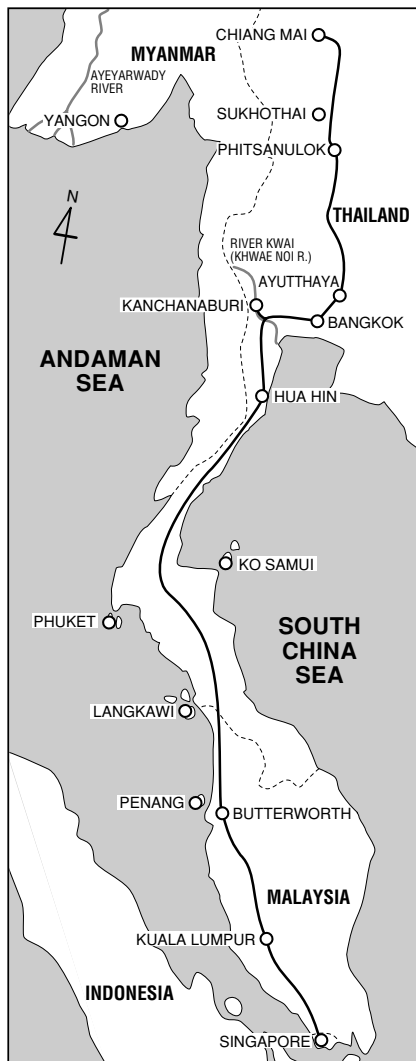 CHIANG MAI
MYANMAR
AYEYARWADY
RIVER
YANGON
SUKHOTHAI
PHITSANULOK
N
THAILAND
RIVER KWAI
(KHWAE NOI R.)
AYUTTHAYA
KANCHANABURI
BANGKOK
ANDAMAN
SEA
HUA HIN
KO SAMUI
PHUKET
SOUTH
CHINA
SEA
LANGKAWI
PENANG
BUTTERWORTH
MALAYSIA
KUALA LUMPUR
INDONESIA
SINGAPORE